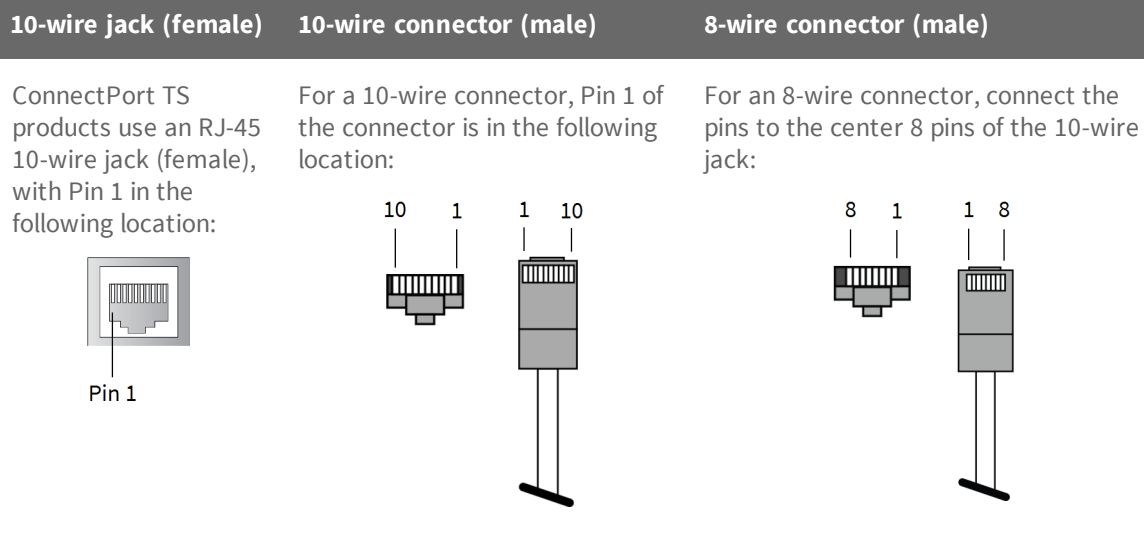 10-wire jack (female)
10-wire connector (male)
8-wire connector (male)
ConnectPort TS
products use an RJ-45
10-wire jack (female),
with Pin 1 in the
following location:
Pin 1
For a 10-wire connector, Pin 1 of
the connector is in the following
location:
10 1 1 10
For an 8-wire connector, connect the
pins to the center 8 pins of the 10-wire
jack:
8 1 1 8